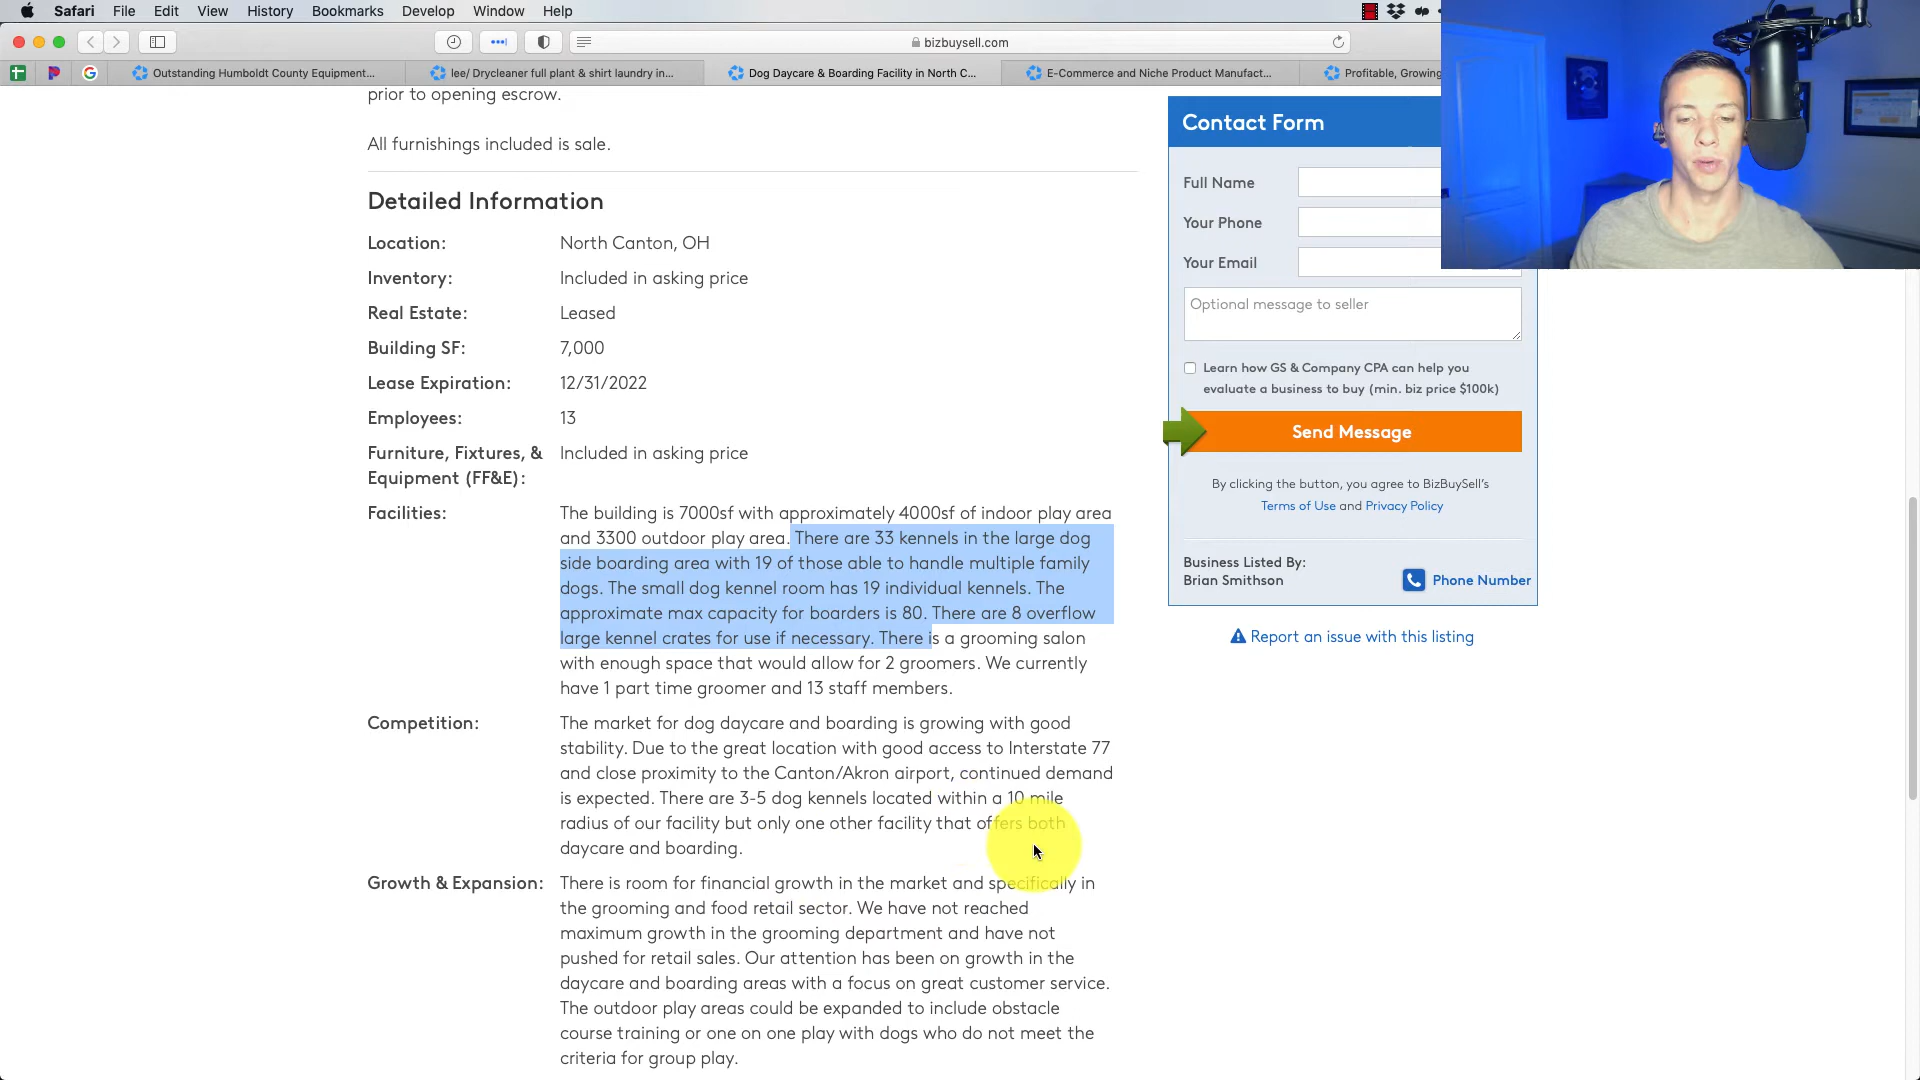 Safari File Edit View History Bookmarks Develop Window Help
bizbuysell.com
Outstanding Humboldt County Equipment...
lee/ Drycleaner full plant & shirt laundry in...
Dog Daycare & Boarding Facility in North C...
E-Commerce and Niche Product Manufact...
Profitable, Growing
prior to opening escrow.
All furnishings included is sale.
Detailed Information
Location: North Canton, OH
Inventory: Included in asking price
Real Estate: Leased
Building SF: 7,000
Lease Expiration: 12/31/2022
Employees: 13
Furniture, Fixtures, & Included in asking price
Equipment (FF&E):
Facilities: The building is 7000sf with approximately 4000sf of indoor play area
and 3300 outdoor play area. There are 33 kennels in the large dog
side boarding area with 19 of those able to handle multiple family
dogs. The small dog kennel room has 19 individual kennels. The
approximate max capacity for boarders is 80. There are 8 overflow
large kennel crates for use if necessary. There is a grooming salon
with enough space that would allow for 2 groomers. We currently
have 1 part time groomer and 13 staff members.
Competition: The market for dog daycare and boarding is growing with good
stability. Due to the great location with good access to Interstate 77
and close proximity to the Canton/Akron airport, continued demand
is expected. There are 3-5 dog kennels located within a 10 mile
radius of our facility but only one other facility that offers both
daycare and boarding.
Growth & Expansion: There is room for financial growth in the market and specifically in
the grooming and food retail sector. We have not reached
maximum growth in the grooming department and have not
pushed for retail sales. Our attention has been on growth in the
daycare and boarding areas with a focus on great customer service.
The outdoor play areas could be expanded to include obstacle
course training or one on one play with dogs who do not meet the
criteria for group play.
Contact Form
Full Name
Your Phone
Your Email
Optional message to seller
Learn how GS & Company CPA can help you
evaluate a business to buy (min. biz price $100k)
Send Message
By clicking the button, you agree to BizBuySell's
Terms of Use and Privacy Policy
Business Listed By:
Brian Smithson
Phone Number
Report an issue with this listing